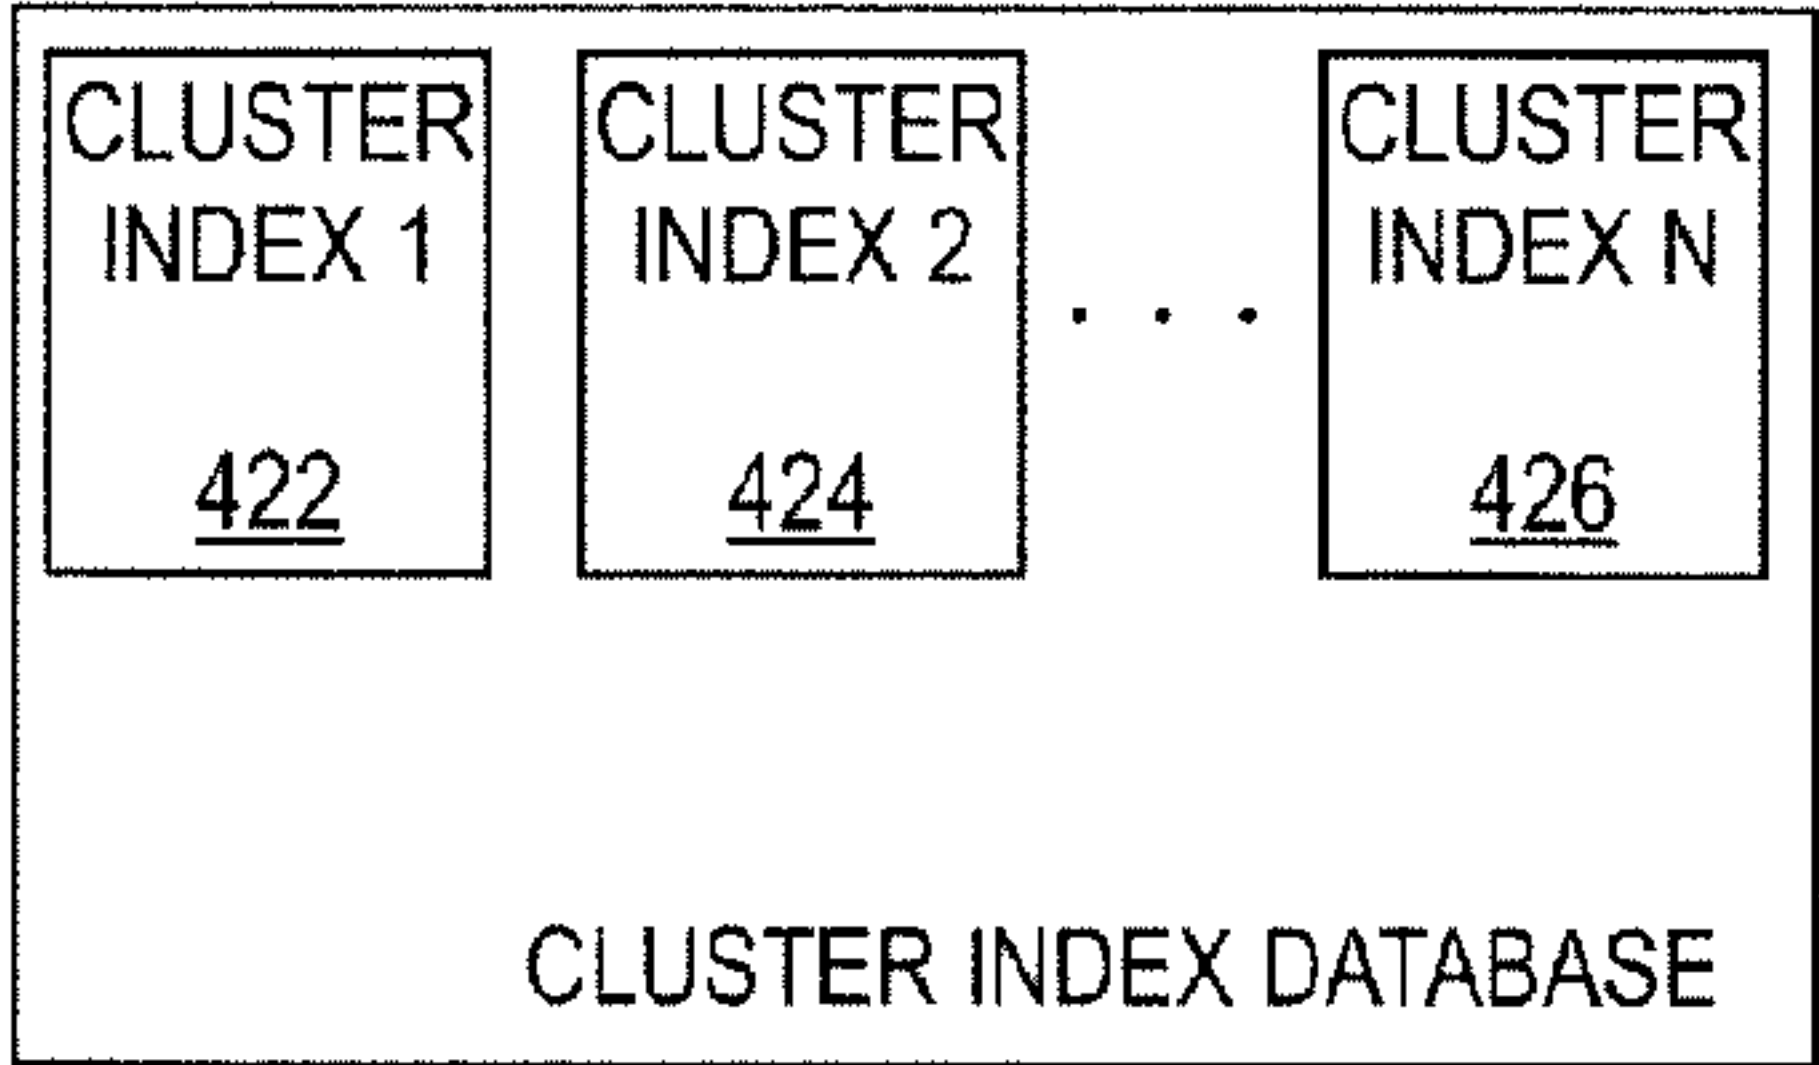 CLUSTER
INDEX 1
422
CLUSTER
INDEX 2
424
. . .
CLUSTER
INDEX N
426
CLUSTER INDEX DATABASE